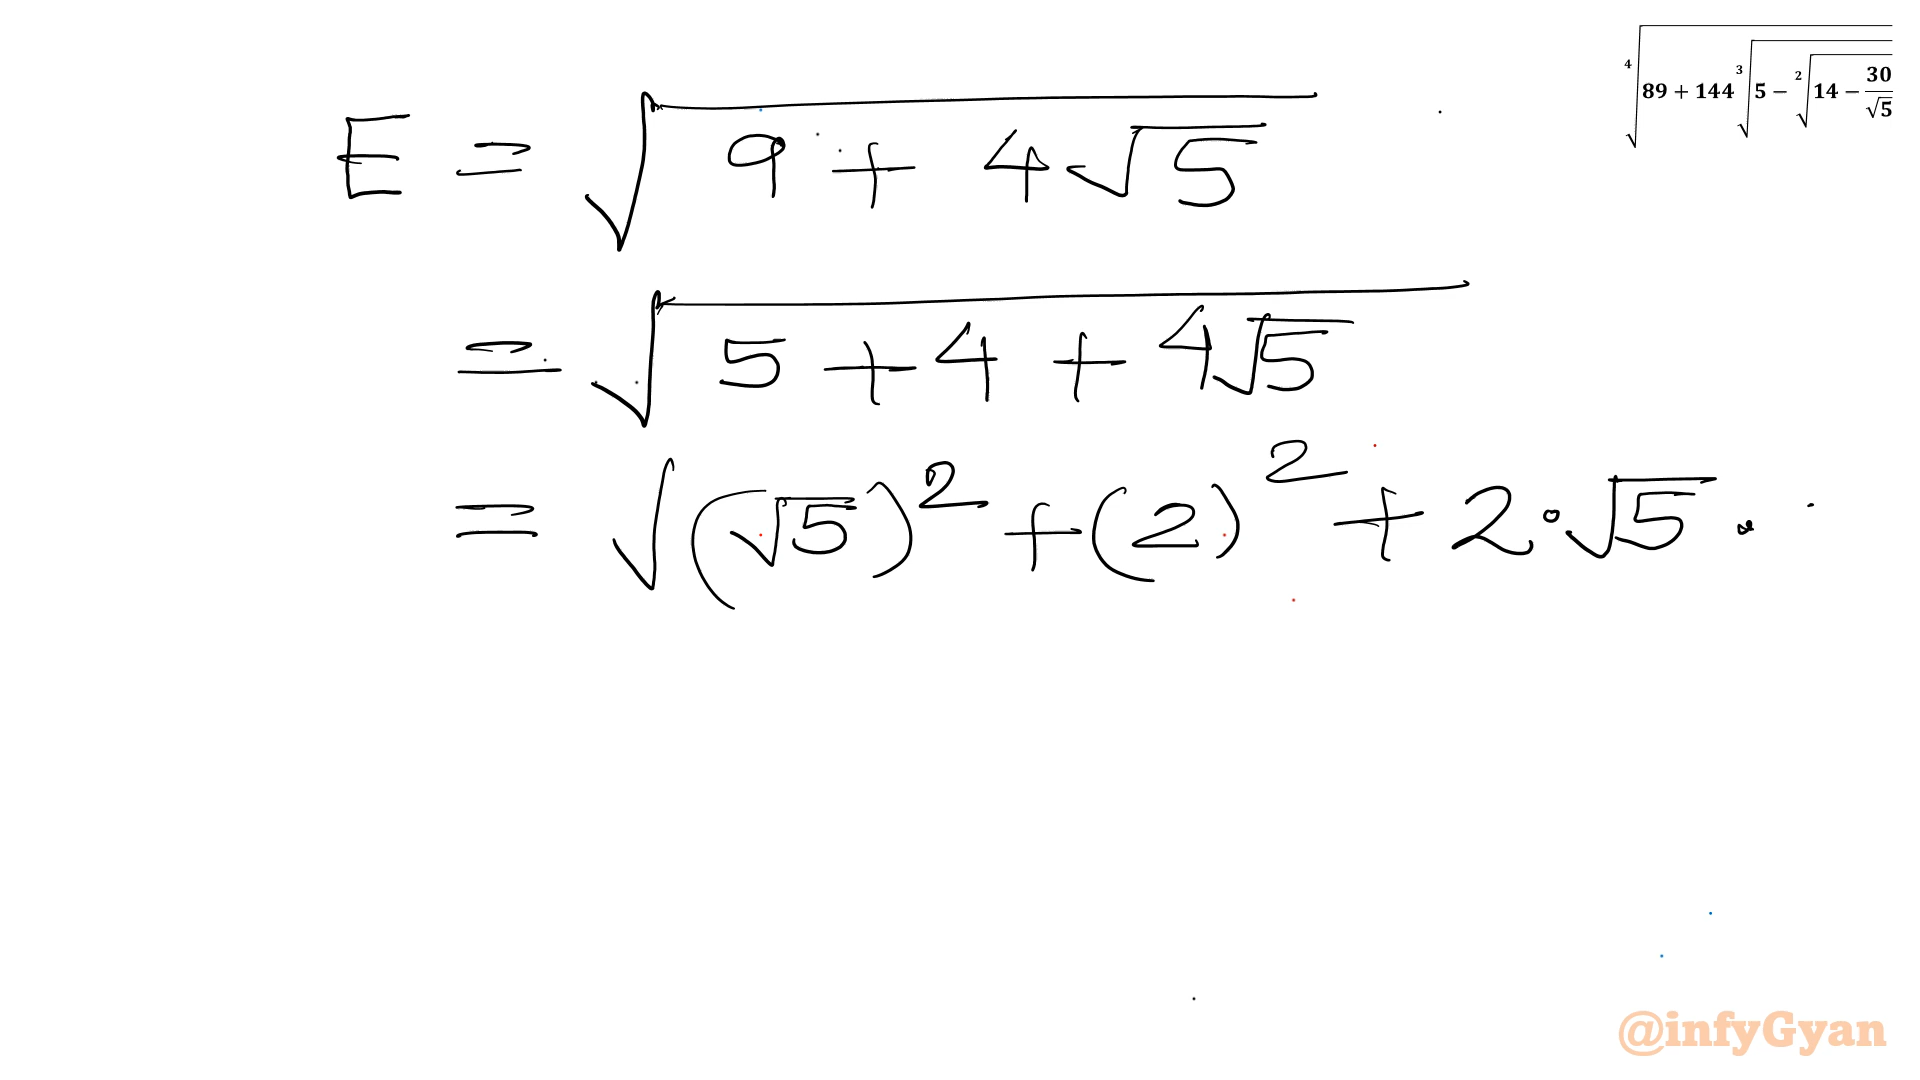 E = √(9 + 4√5)
= √(5 + 4 + 4√5)
= √(√5)² + (2)² + 2·√5·
⁴√(89 + 144 ³√(5 − ²√(14 − 30/√5)))
@infyGyan